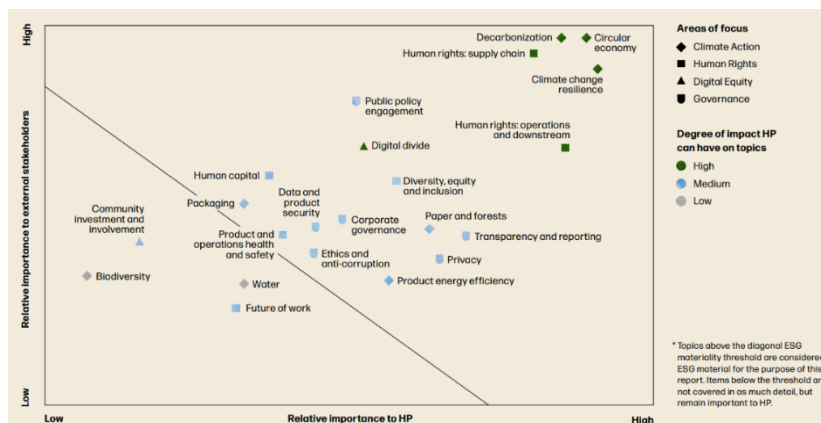 High
Relative importance to external stakeholders
Low
Decarbonization
Circular
economy
Human rights: supply chain
Climate change
resilience
Public policy
engagement
Human rights: operations
and downstream
Digital divide
Human capital
Diversity, equity
and inclusion
Packaging
Data and
product
security
Community
investment and
involvement
Corporate
governance
Paper and forests
Product and
operations health
and safety
Transparency and reporting
Ethics and
anti-corruption
Privacy
Biodiversity
Water
Product energy efficiency
Future of work
Low
Relative importance to HP
High
Areas of focus
Climate Action
Human Rights
Digital Equity
Governance
Degree of impact HP
can have on topics
High
Medium
Low
* Topics above the diagonal ESG
materiality threshold are considere
ESG material for the purpose of this
report. Items below the threshold ar
not covered in as much detail, but
remain important to HP.